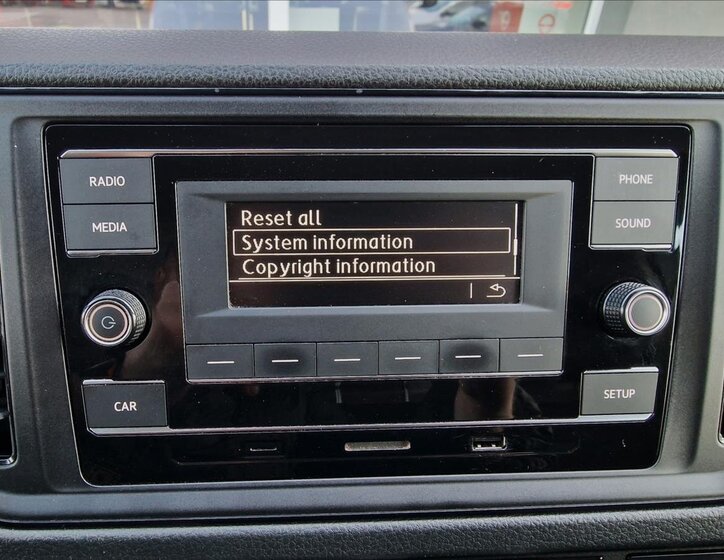 RADIO
MEDIA
Reset all
System information
Copyright information
PHONE
SOUND
CAR
SETUP